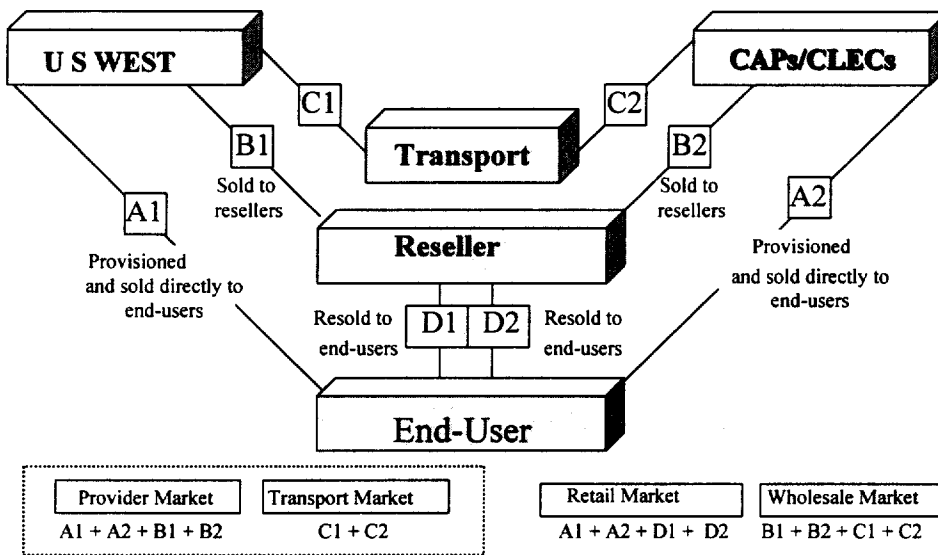 U S WEST
CAPs/CLECs
C1
C2
Transport
B1
B2
Sold to
resellers
Sold to
resellers
A1
A2
Reseller
Provisioned
and sold directly to
end-users
Provisioned
and sold directly to
end-users
Resold to
end-users
D1
D2
Resold to
end-users
End-User
Provider Market
Transport Market
Retail Market
Wholesale Market
A1 + A2 + B1 + B2
C1 + C2
A1 + A2 + D1 + D2
B1 + B2 + C1 + C2